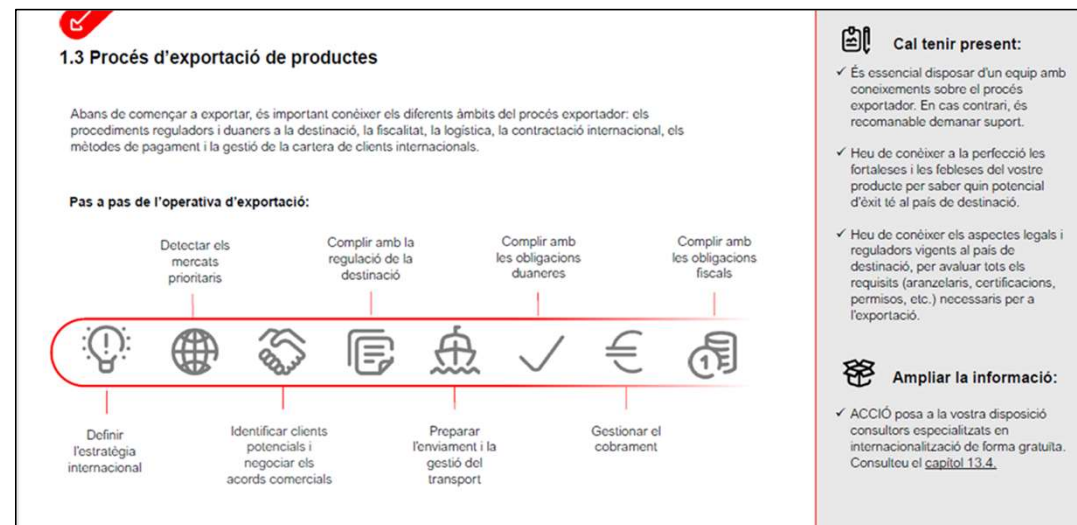 1.3 Procés d'exportació de productes
Abans de començar a exportar, és important conèixer els diferents àmbits del procés exportador: els
procediments reguladors i duaners a la destinació, la fiscalitat, la logística, la contractació internacional, els
mètodes de pagament i la gestió de la cartera de clients internacionals.
Pas a pas de l'operativa d'exportació:
Detectar els
mercats
prioritaris
Complir amb la
regulació de la
destinació
Complir amb
les obligacions
duaneres
Complir amb
les obligacions
fiscals
1
Definir
l'estratègia
internacional
Identificar clients
potencials i
negociar els
acords comercials
Preparar
l'enviament i la
gestió del
transport
Gestionar el
cobrament
Cal tenir present:
✓ És essencial disposar d'un equip amb
coneixements sobre el procés
exportador. En cas contrari, és
recomanable demanar suport.
✓ Heu de conèixer a la perfecció les
fortaleses i les febleses del vostre
producte per saber quin potencial
d'èxit té al país de destinació.
✓ Heu de conèixer els aspectes legals i
reguladors vigents al país de
destinació, per avaluar tots els
requisits (aranzelaris, certificacions,
permisos, etc.) necessaris per a
l'exportació.
Ampliar la informació:
✓ ACCIÓ posa a la vostra disposició
consultors especialitzats en
internacionalització de forma gratuïta.
Consulteu el capítol 13.4.